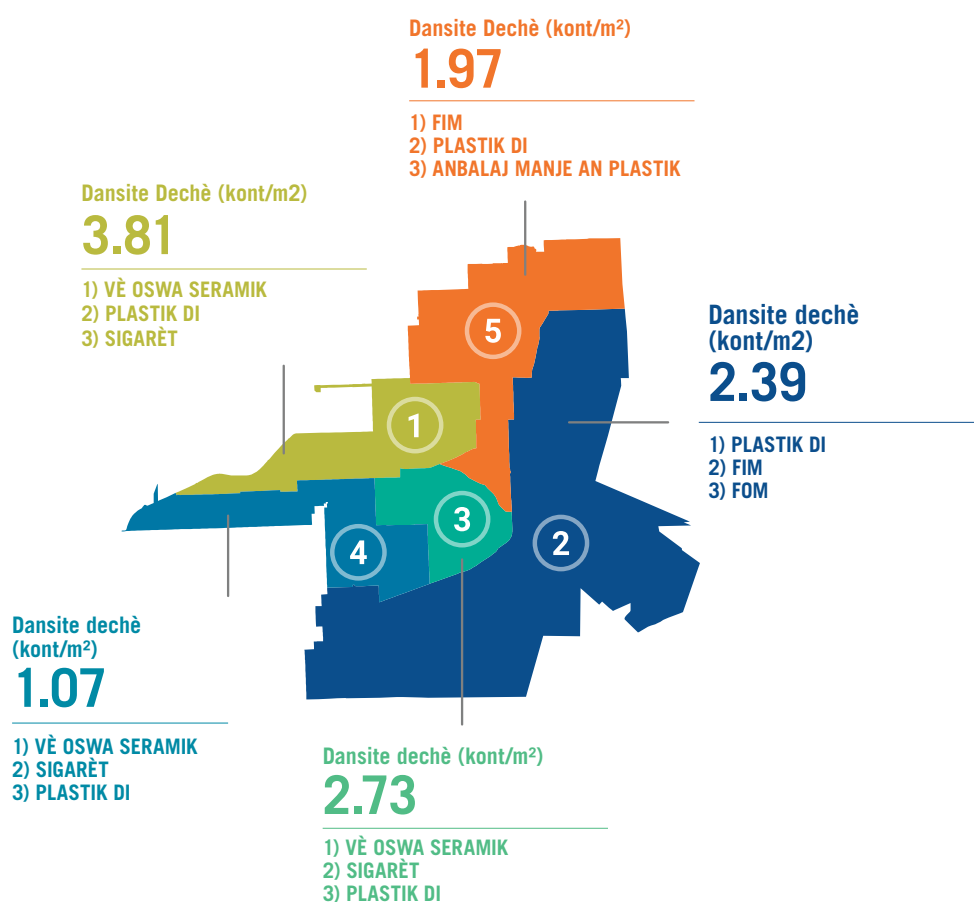 Dansite Dechè (kont/m²)
1.97
1) FIM
2) PLASTIK DI
3) ANBALAJ MANJE AN PLASTIK
Dansite Dechè (kont/m2)
3.81
1) VÈ OSWA SERAMIK
2) PLASTIK DI
3) SIGARÈT
Dansite dechè
(kont/m2)
2.39
1) PLASTIK DI
2) FIM
3) FOM
5
1
3
4
2
Dansite dechè
(kont/m²)
1.07
1) VÈ OSWA SERAMIK
2) SIGARÈT
3) PLASTIK DI
Dansite dechè (kont/m²)
2.73
1) VÈ OSWA SERAMIK
2) SIGARÈT
3) PLASTIK DI